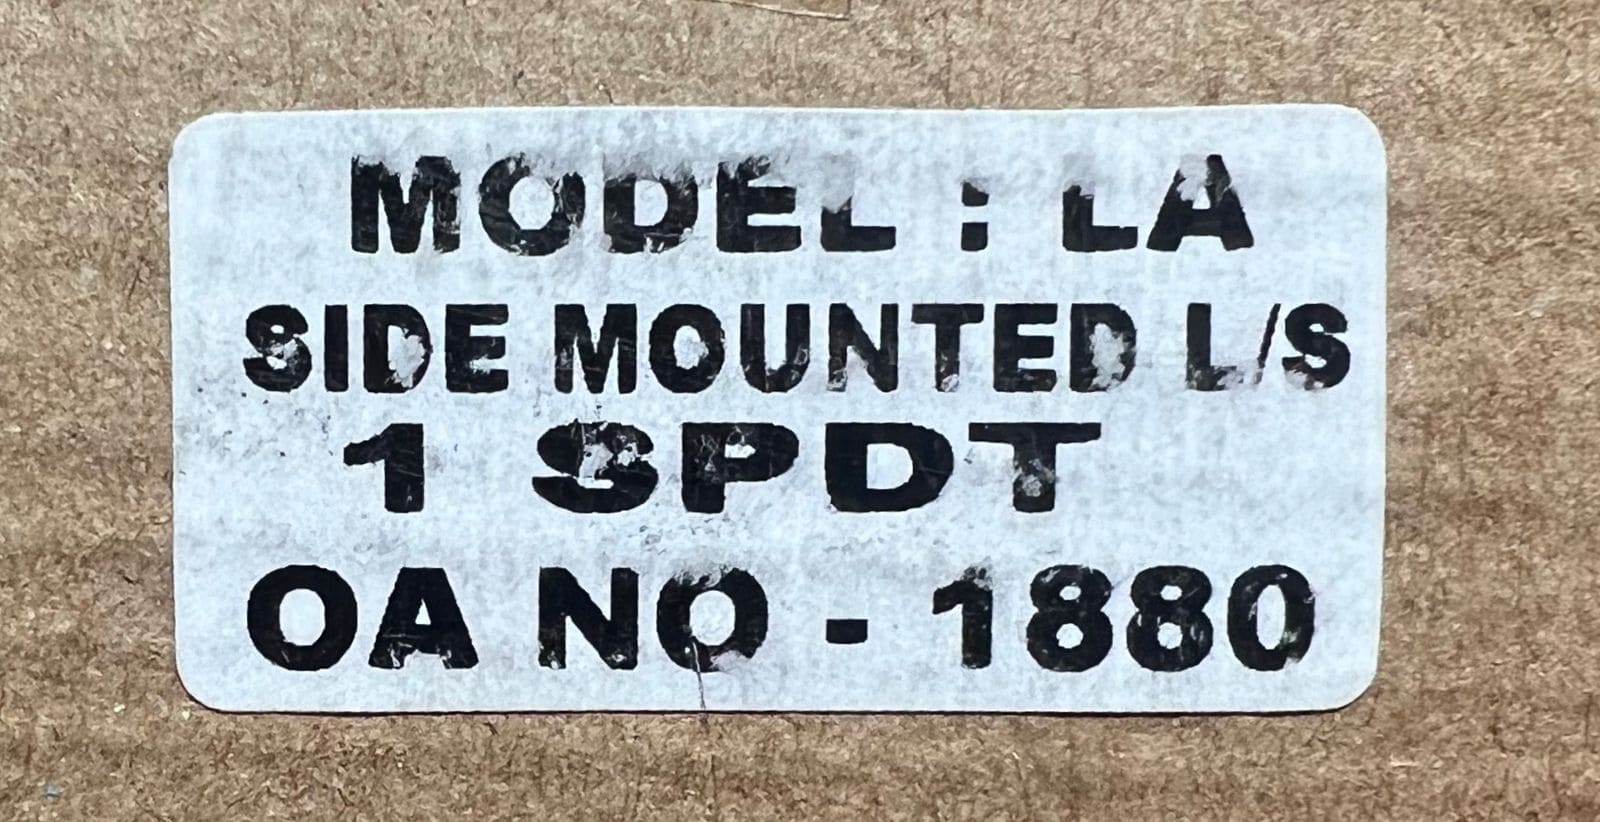 MODEL : LA
SIDE MOUNTED L/S
1 SPDT
OA NO - 1880